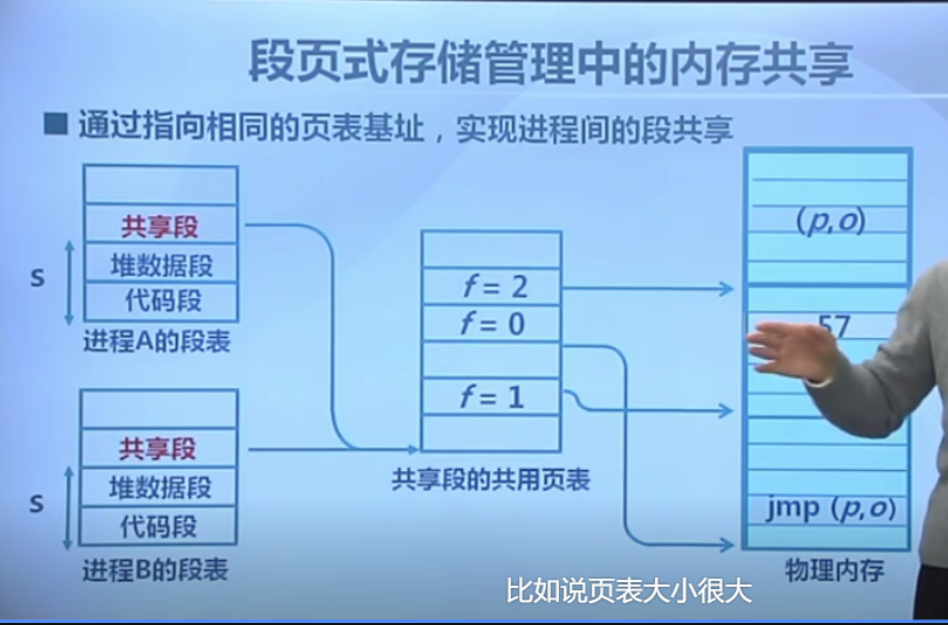 段页式存储管理中的内存共享
■ 通过指向相同的页表基址，实现进程间的段共享
共享段
堆数据段
代码段
S
进程A的段表
共享段
堆数据段
代码段
S
进程B的段表
f = 2
f = 0
f = 1
共享段的共用页表
(p,o)
57
jmp (p,o)
物理内存
比如说页表大小很大